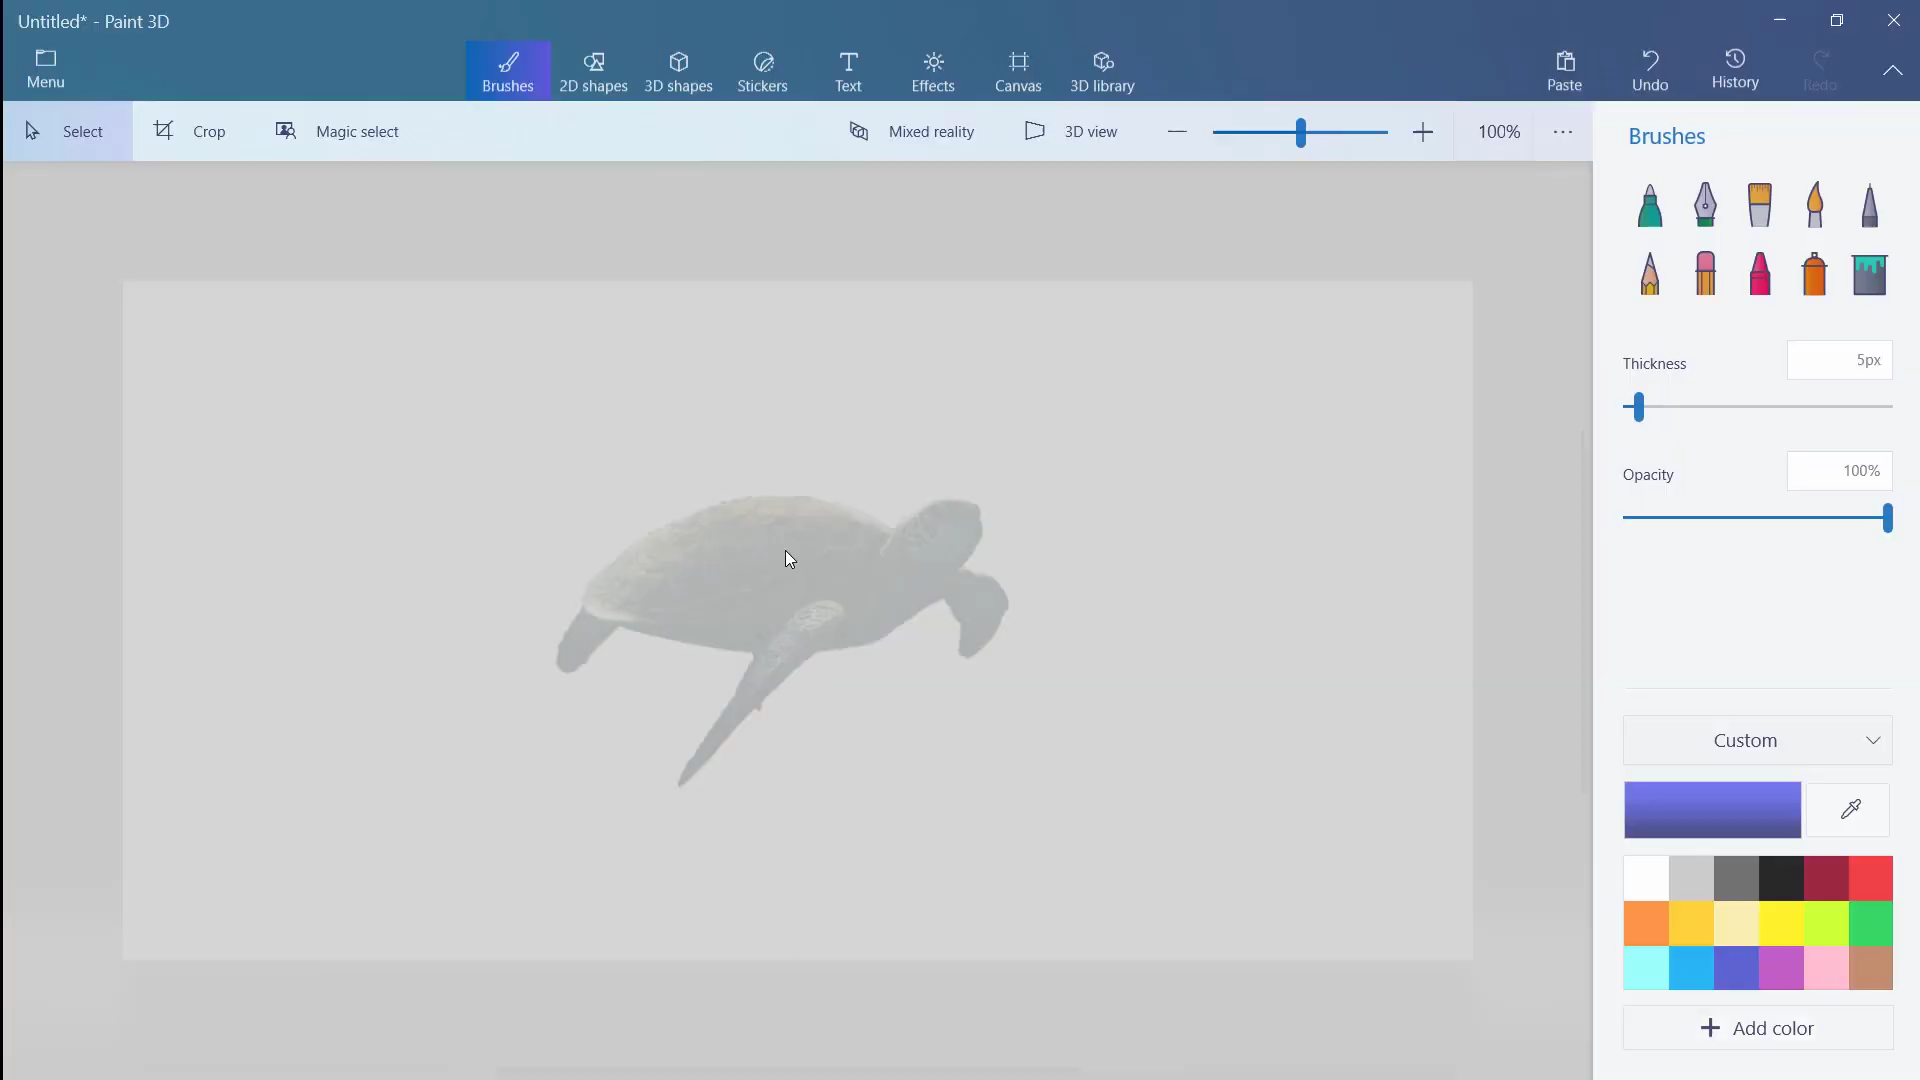 Untitled* - Paint 3D
Menu
Brushes
2D shapes
3D shapes
Stickers
Text
Effects
Canvas
3D library
Paste
Undo
History
Redo
Select
Crop
Magic select
Mixed reality
3D view
100%
Brushes
Thickness
5px
Opacity
100%
Custom
Add color